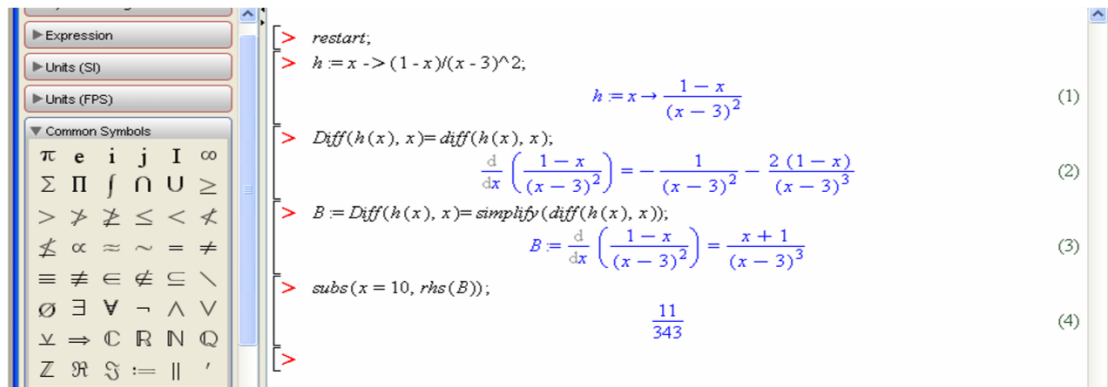 Expression
Units (SI)
Units (FPS)
Common Symbols
π e i j I ∞
Σ Π ∫ ∩ ∪ ≥
> ≯ ≱ ≤ < ≮
≰ ∝ ≈ ~ = ≠
≡ ≢ ∈ ∉ ⊆ \
∅ ∃ ∀ ¬ ∧ ∨
⊻ ⇒ ℂ ℝ ℕ ℚ
ℤ ℜ ℑ := || ′
> restart;
> h := x -> (1 - x)/(x - 3)^2;
h := x → (1 − x)/(x − 3)² (1)
> Diff(h(x), x)= diff(h(x), x);
d/dx ((1 − x)/(x − 3)²) = − 1/(x − 3)² − 2 (1 − x)/(x − 3)³ (2)
> B := Diff(h(x), x)= simplify(diff(h(x), x));
B := d/dx ((1 − x)/(x − 3)²) = (x + 1)/(x − 3)³ (3)
> subs(x = 10, rhs(B));
11/343 (4)
>